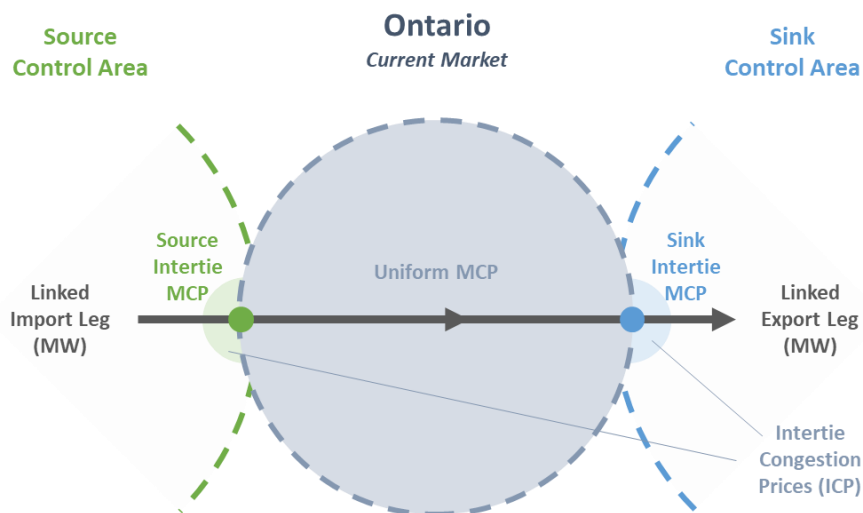 Ontario
Current Market
Source
Control Area
Sink
Control Area
Source
Intertie
MCP
Uniform MCP
Sink
Intertie
MCP
Linked
Import Leg
(MW)
Linked
Export Leg
(MW)
Intertie
Congestion
Prices (ICP)